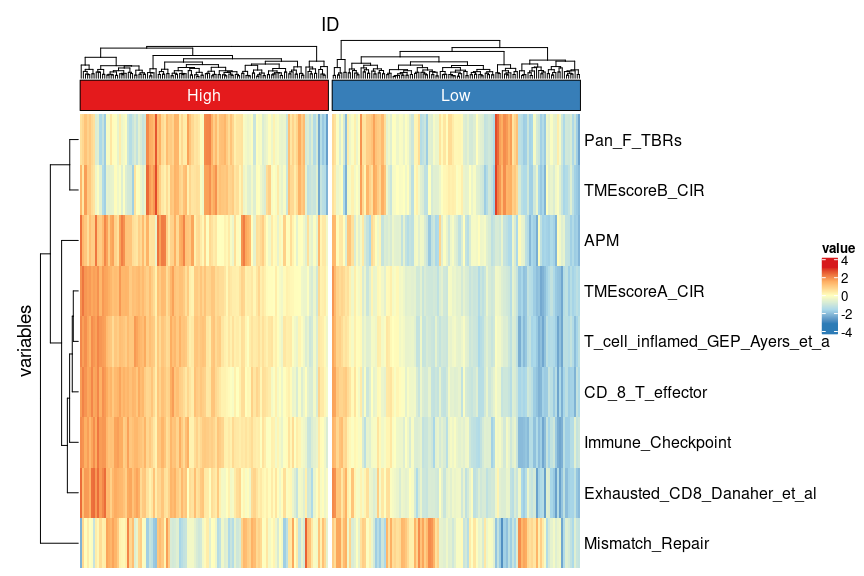 ID
High
Low
Pan_F_TBRs
TMEscoreB_CIR
APM
TMEscoreA_CIR
T_cell_inflamed_GEP_Ayers_et_a
CD_8_T_effector
Immune_Checkpoint
Exhausted_CD8_Danaher_et_al
Mismatch_Repair
variables
value
4
2
0
-2
-4